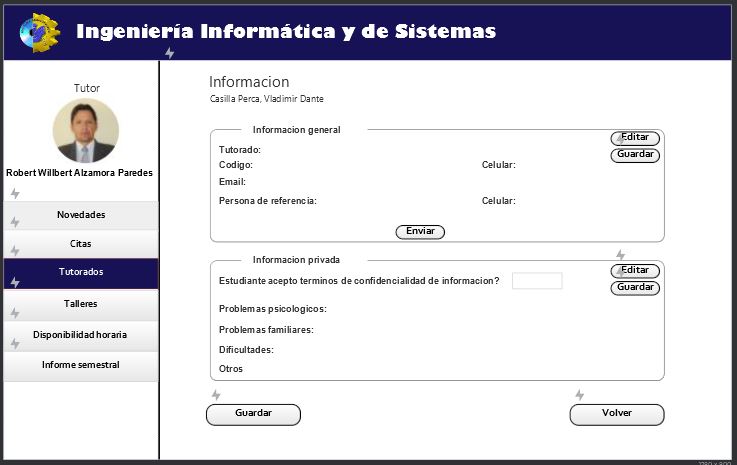 Ingeniería Informática y de Sistemas
Tutor
Robert Willbert Alzamora Paredes
Novedades
Citas
Tutorados
Talleres
Disponibilidad horaria
Informe semestral
Informacion
Casilla Perca, Vladimir Dante
Informacion general
Editar
Tutorado:
Guardar
Codigo: Celular:
Email:
Persona de referencia: Celular:
Enviar
Informacion privada
Editar
Estudiante acepto terminos de confidencialidad de informacion?
Guardar
Problemas psicologicos:
Problemas familiares:
Dificultades:
Otros
Guardar Volver